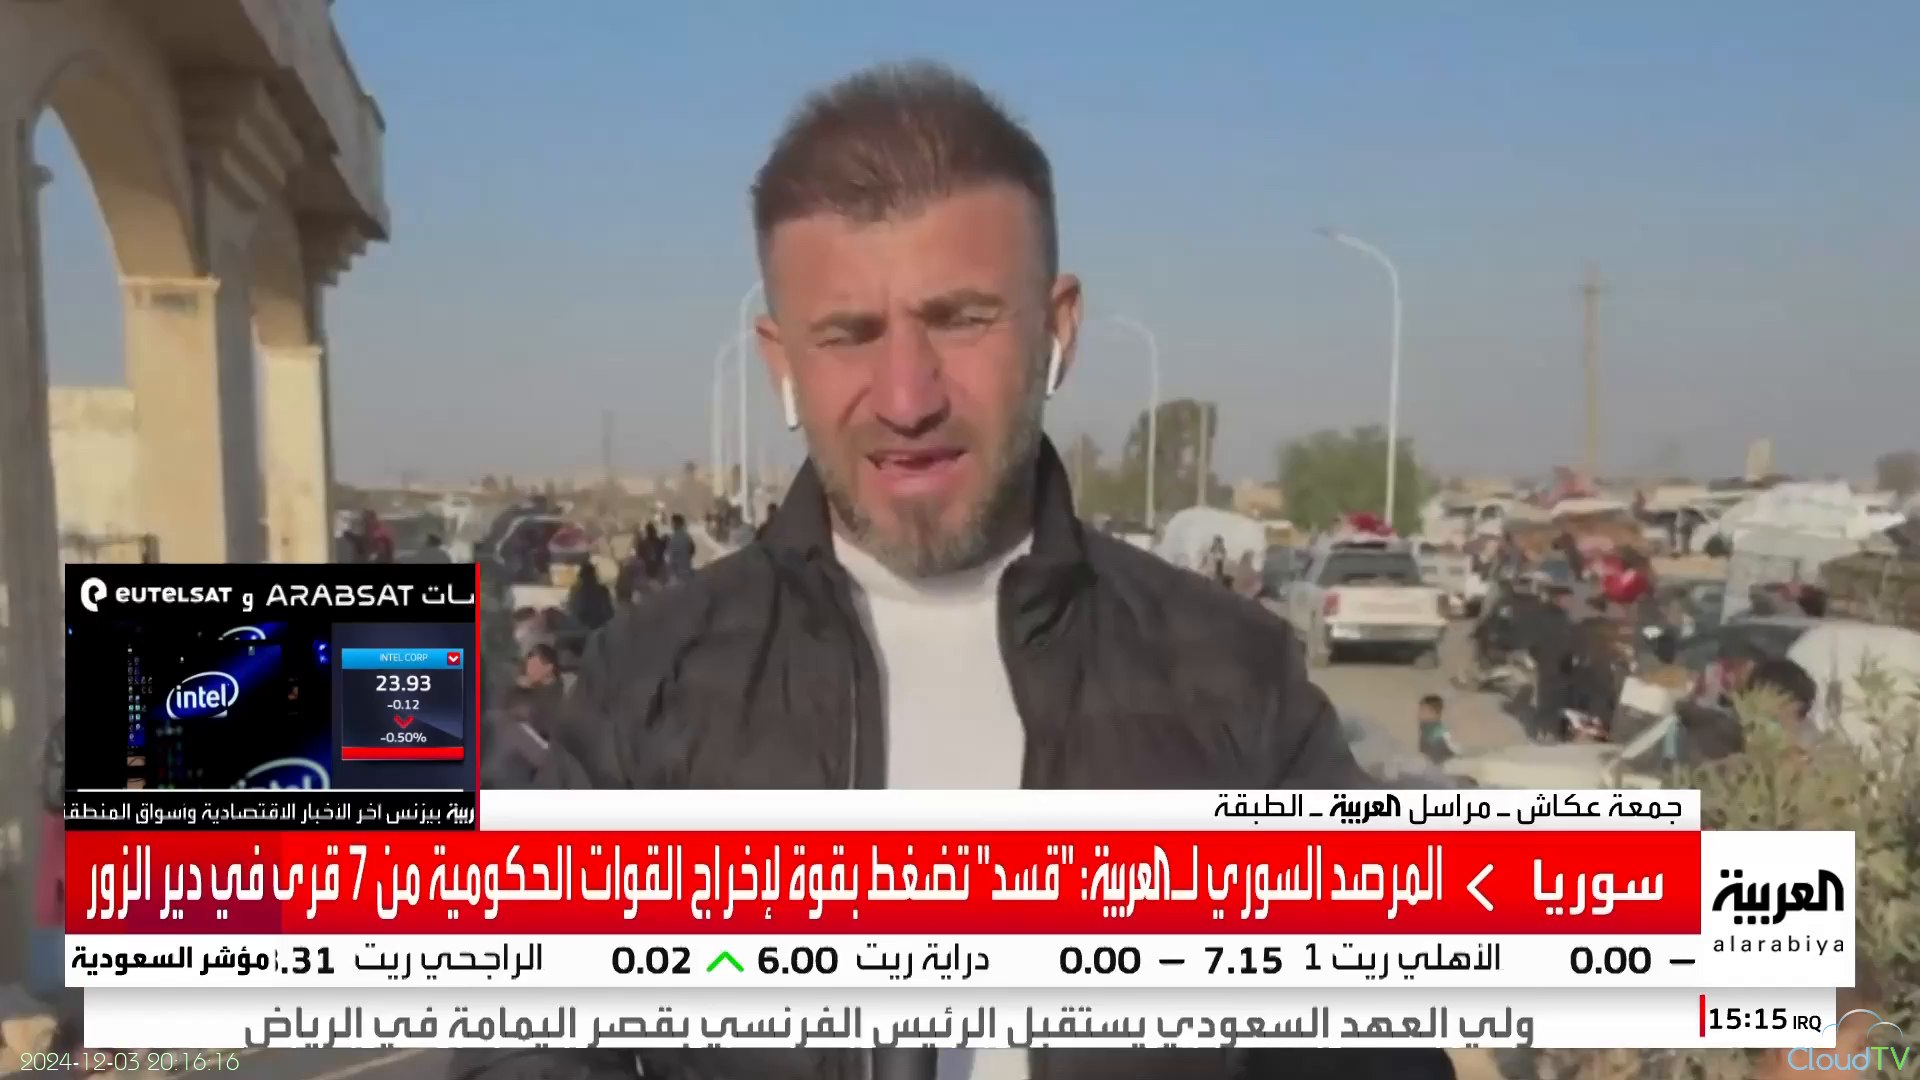 eutelsat و ARABSAT
intel
INTEL CORP
23.93
-0.12
-0.50%
بيزنس آخر الأخبار الاقتصادية وأسواق المنطقة
جمعة عكاش ـ مراسل العربية ـ الطبقة
سوريا > المرصد السوري لـالعربية: "قسد" تضغط بقوة لإخراج القوات الحكومية من 7 قرى في دير الزور
العربية
alarabiya
0.00 – الأهلي ريت 1 7.15 – 0.00 دراية ريت 6.00 0.02 الراجحي ريت .31 مؤشر السعودية
ولي العهد السعودي يستقبل الرئيس الفرنسي بقصر اليمامة في الرياض
15:15 IRQ
2024-12-03 20:16:16
CloudTV